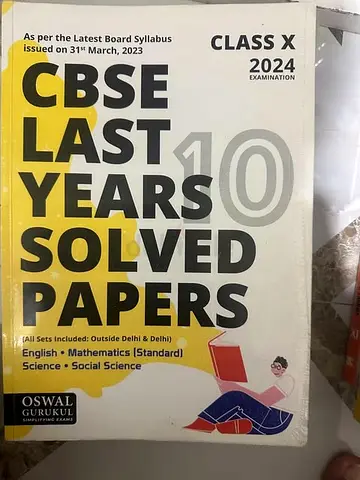 As per the Latest Board Syllabus
issued on 31st March, 2023
CLASS X
2024
EXAMINATION
CBSE
LAST
10
YEARS
SOLVED
PAPERS
(All Sets Included: Outside Delhi & Delhi)
English • Mathematics (Standard)
Science • Social Science
OSWAL
GURUKUL
SIMPLIFYING EXAMS